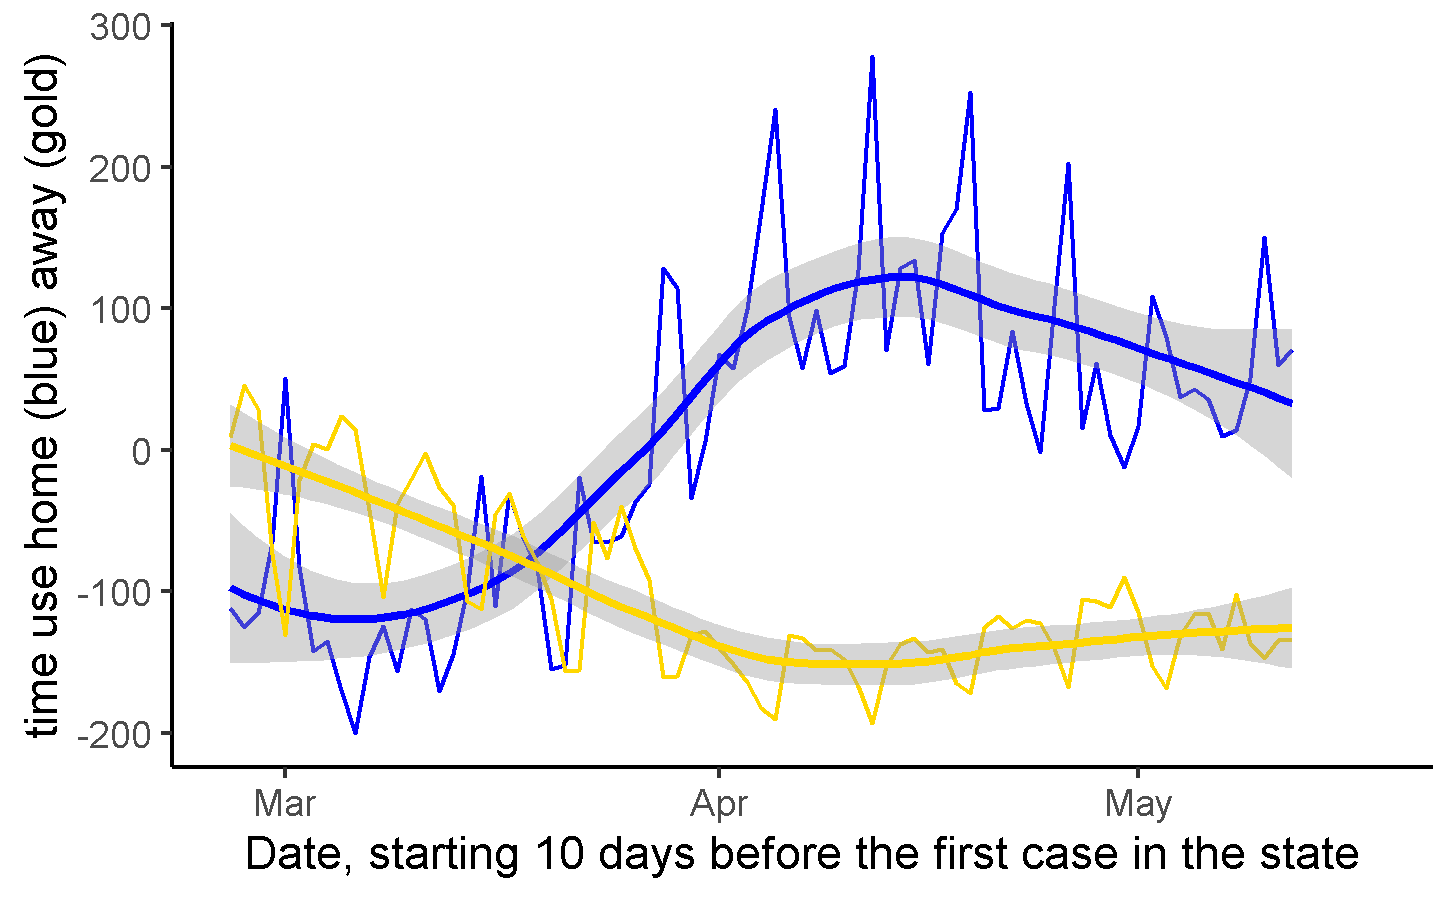 time use home (blue) away (gold)
300
200
100
0
-100
-200
Mar
Apr
May
Date, starting 10 days before the first case in the state